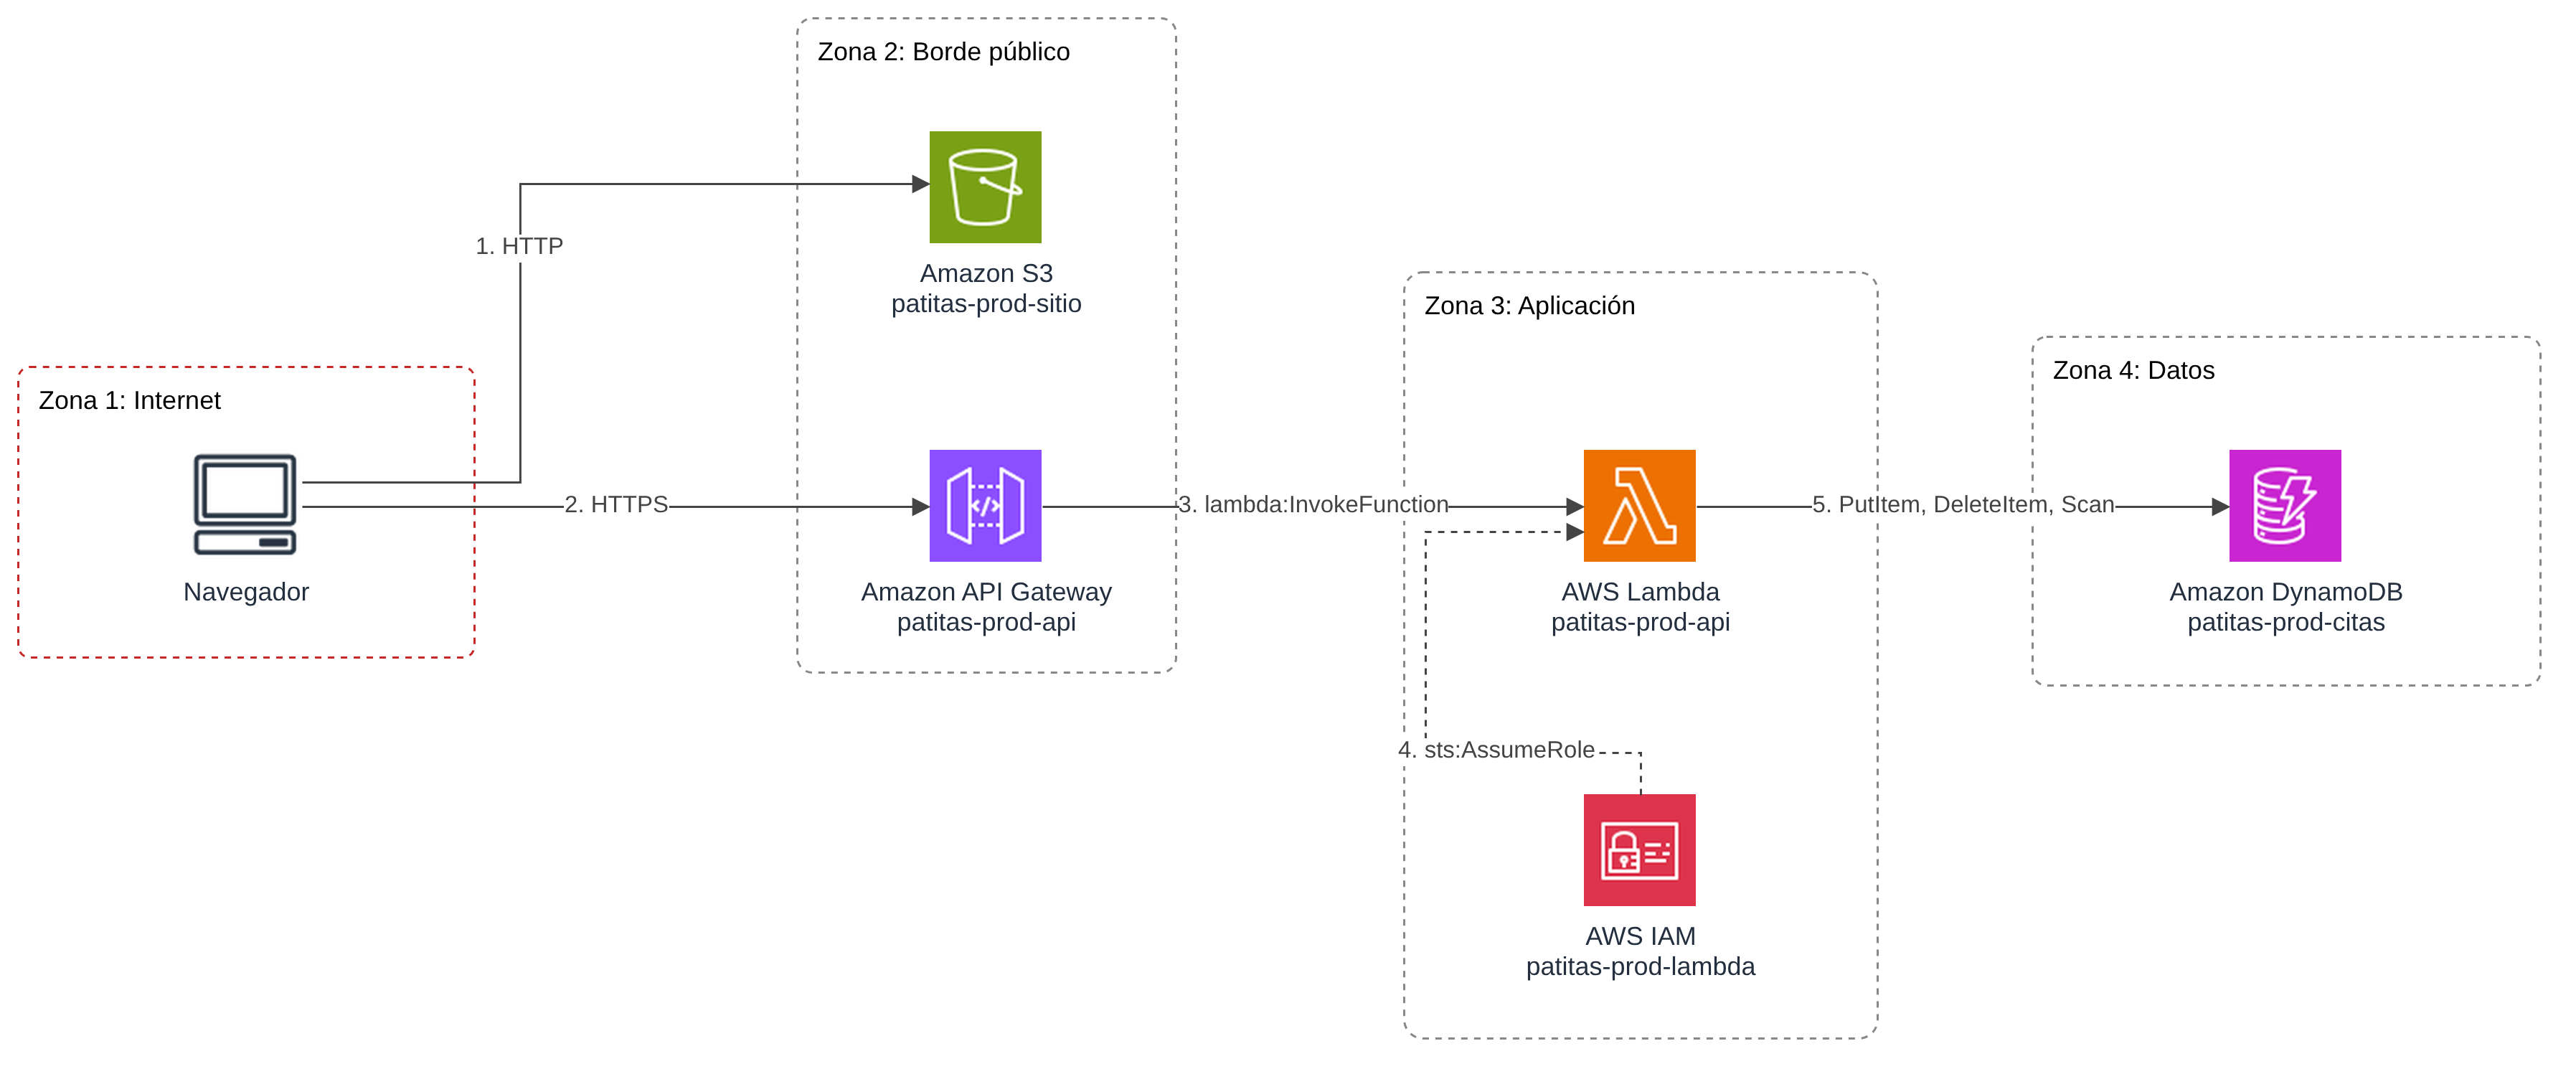 Zona 2: Borde público
Amazon S3
patitas-prod-sitio
1. HTTP
Zona 1: Internet
Navegador
2. HTTPS
Amazon API Gateway
patitas-prod-api
3. lambda:InvokeFunction
Zona 3: Aplicación
AWS Lambda
patitas-prod-api
4. sts:AssumeRole
AWS IAM
patitas-prod-lambda
5. PutItem, DeleteItem, Scan
Zona 4: Datos
Amazon DynamoDB
patitas-prod-citas